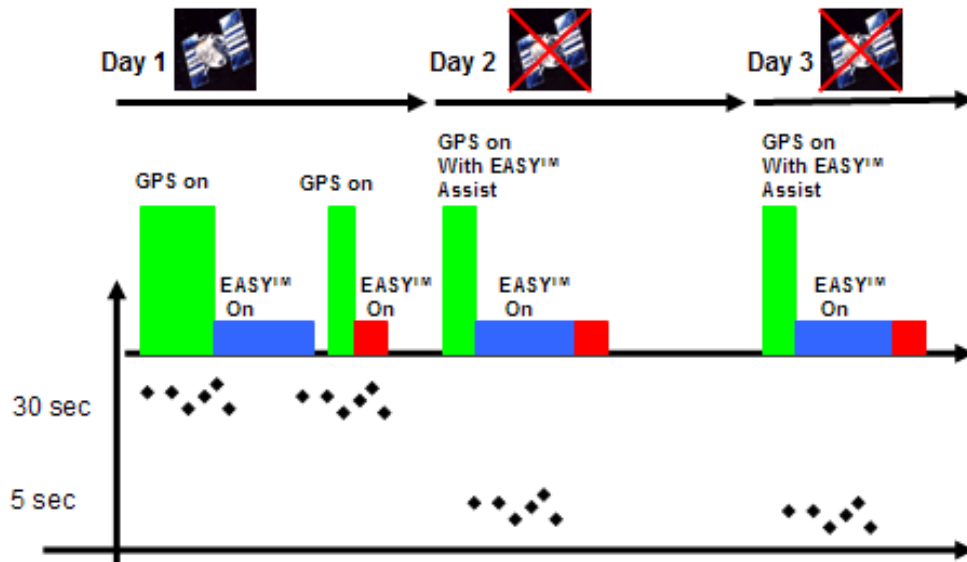 Day 1
Day 2
Day 3
GPS on
GPS on
GPS on
With EASY™
Assist
GPS on
With EASY™
Assist
EASY™
On
EASY™
On
EASY™
On
EASY™
On
30 sec
5 sec